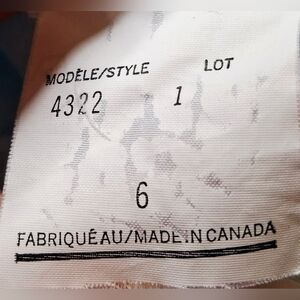 MODÈLE/STYLE LOT
4322 1
6
FABRIQUÉ AU/MADE IN CANADA